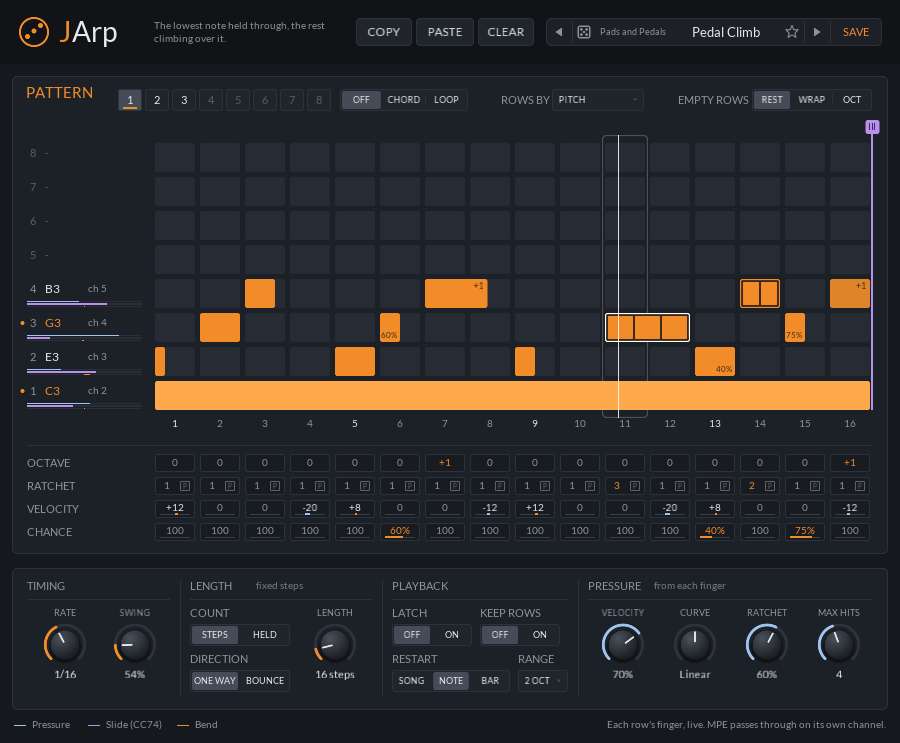 JArp
The lowest note held through, the rest
climbing over it.
COPY PASTE CLEAR
Pads and Pedals Pedal Climb SAVE
PATTERN
1 2 3 4 5 6 7 8
OFF CHORD LOOP
ROWS BY PITCH
EMPTY ROWS REST WRAP OCT
8 -
7 -
6 -
5 -
4 B3 ch 5 +1 +1
3 G3 ch 4 60% 75%
2 E3 ch 3 40%
1 C3 ch 2
1 2 3 4 5 6 7 8 9 10 11 12 13 14 15 16
OCTAVE 0 0 0 0 0 0 +1 0 0 0 0 0 0 0 0 +1
RATCHET 1 P 1 P 1 P 1 P 1 P 1 P 1 P 1 P 1 P 1 P 3 P 1 P 1 P 2 P 1 P 1 P
VELOCITY +12 0 0 -20 +8 0 0 -12 +12 0 0 -20 +8 0 0 -12
CHANCE 100 100 100 100 100 60% 100 100 100 100 100 100 40% 100 75% 100
TIMING
RATE SWING
1/16 54%
LENGTH fixed steps
COUNT
STEPS HELD
DIRECTION
ONE WAY BOUNCE
LENGTH
16 steps
PLAYBACK
LATCH KEEP ROWS
OFF ON OFF ON
RESTART RANGE
SONG NOTE BAR 2 OCT
PRESSURE from each finger
VELOCITY CURVE RATCHET MAX HITS
70% Linear 60% 4
Pressure Slide (CC74) Bend
Each row's finger, live. MPE passes through on its own channel.